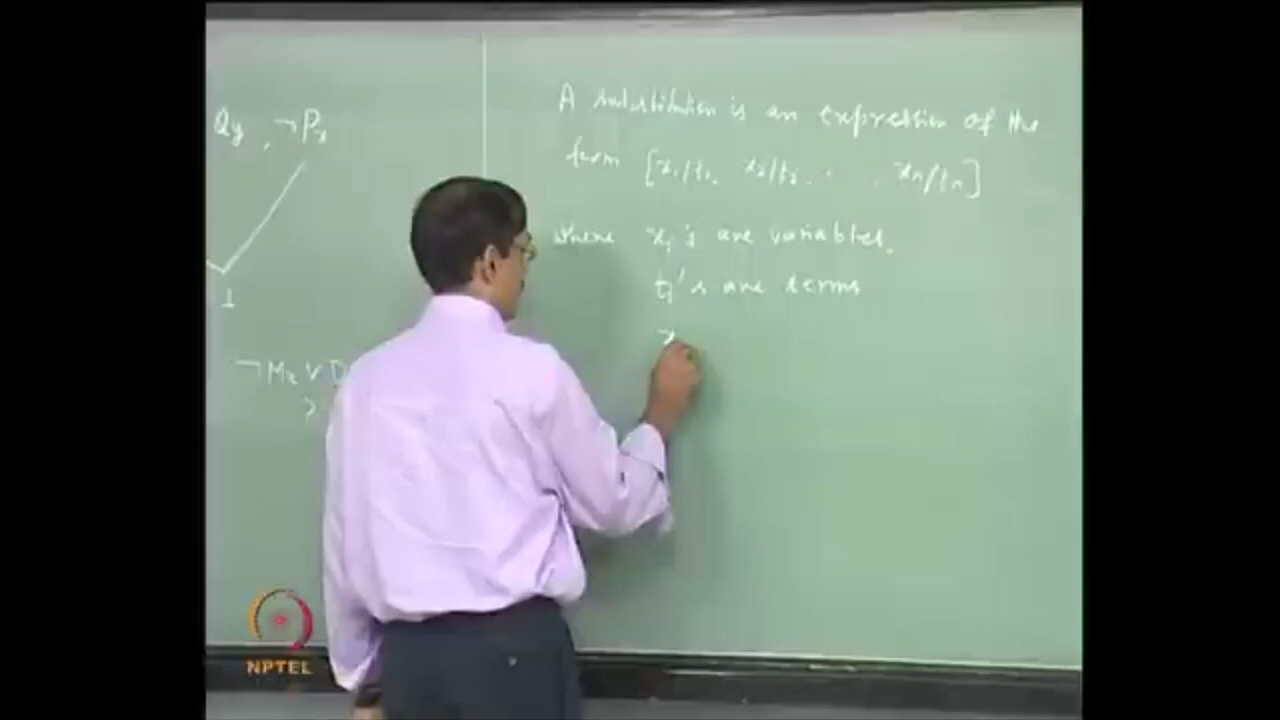 Qy , ¬Px
⊥
¬Mx ∨ D
A substitution is an expression of the
form [x₁/t₁, x₂/t₂, . . . xₙ/tₙ]
where xᵢ's are variables.
tᵢ's are terms
x
NPTEL